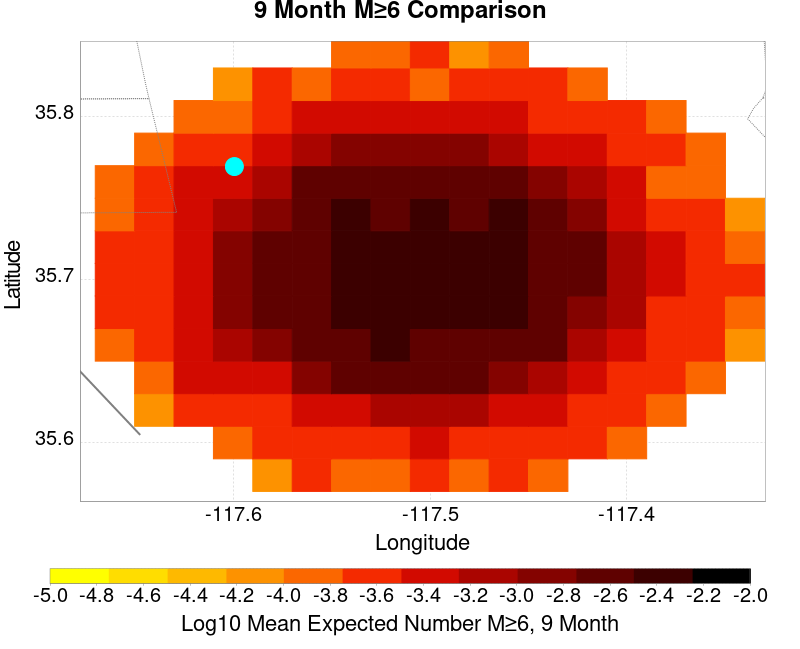 9 Month M≥6 Comparison
35.8
35.7
35.6
Latitude
-117.6 -117.5 -117.4
Longitude
-5.0 -4.8 -4.6 -4.4 -4.2 -4.0 -3.8 -3.6 -3.4 -3.2 -3.0 -2.8 -2.6 -2.4 -2.2 -2.0
Log10 Mean Expected Number M≥6, 9 Month